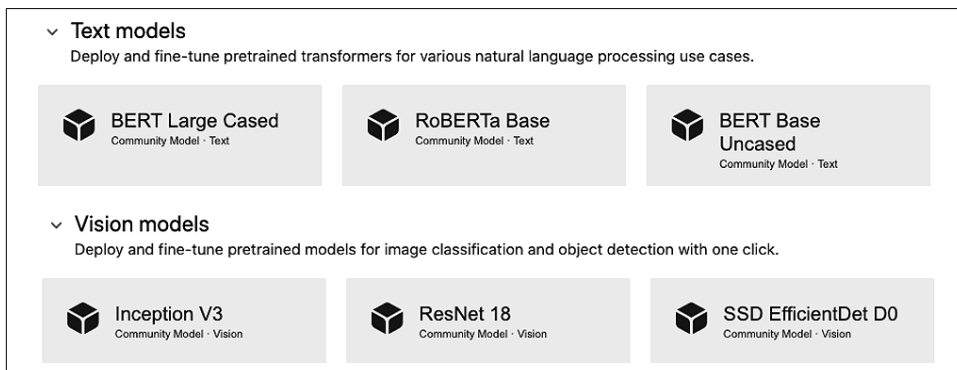 Text models
Deploy and fine-tune pretrained transformers for various natural language processing use cases.
BERT Large Cased
Community Model · Text
RoBERTa Base
Community Model · Text
BERT Base
Uncased
Community Model · Text
Vision models
Deploy and fine-tune pretrained models for image classification and object detection with one click.
Inception V3
Community Model · Vision
ResNet 18
Community Model · Vision
SSD EfficientDet D0
Community Model · Vision